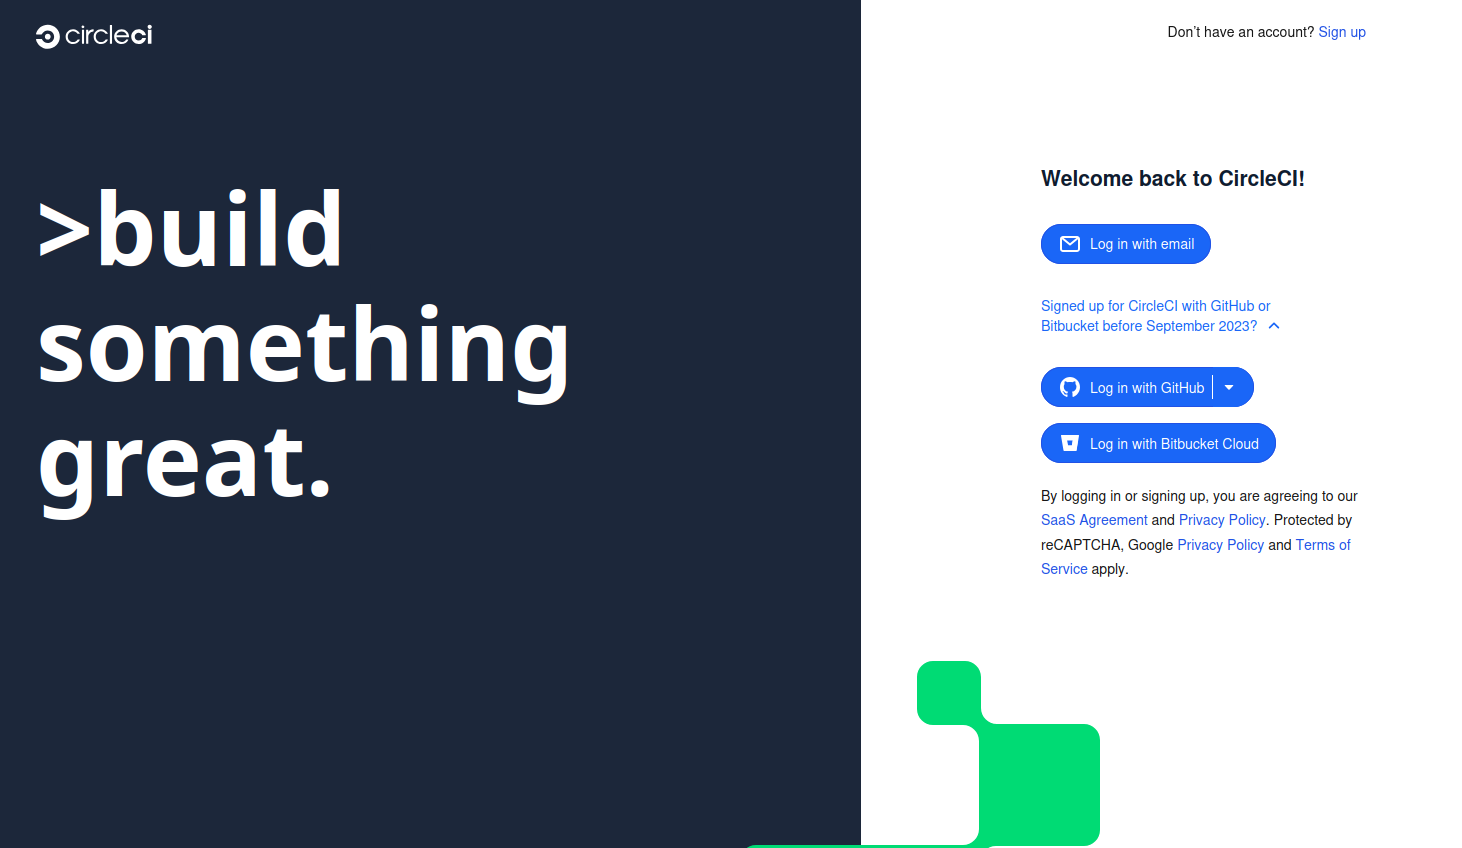 circleci
Don't have an account? Sign up
>build
something
great.
Welcome back to CircleCI!
Log in with email
Signed up for CircleCI with GitHub or
Bitbucket before September 2023?
Log in with GitHub
Log in with Bitbucket Cloud
By logging in or signing up, you are agreeing to our
SaaS Agreement and Privacy Policy. Protected by
reCAPTCHA, Google Privacy Policy and Terms of
Service apply.